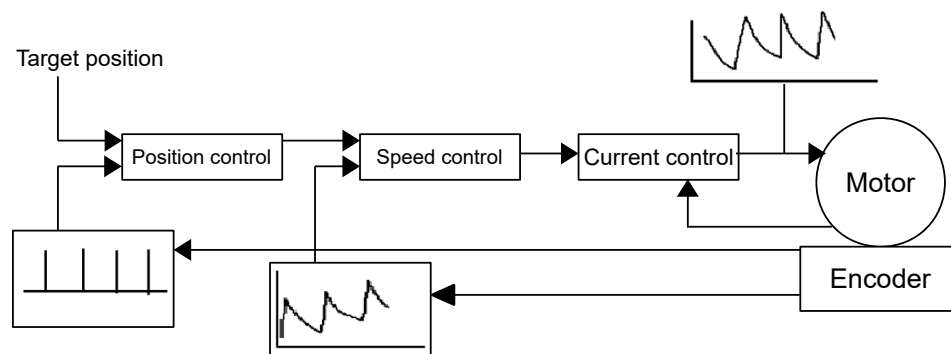 Target position
Position control
Speed control
Current control
Motor
Encoder